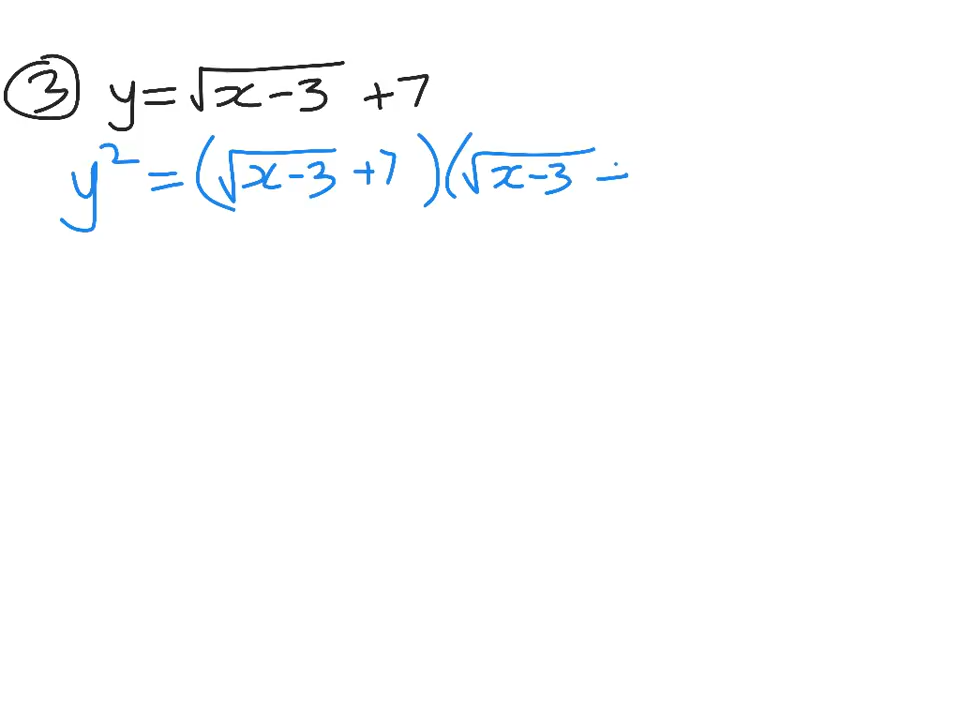 ③ y=√(x-3) +7
y² = (√(x-3) +7)(√(x-3)